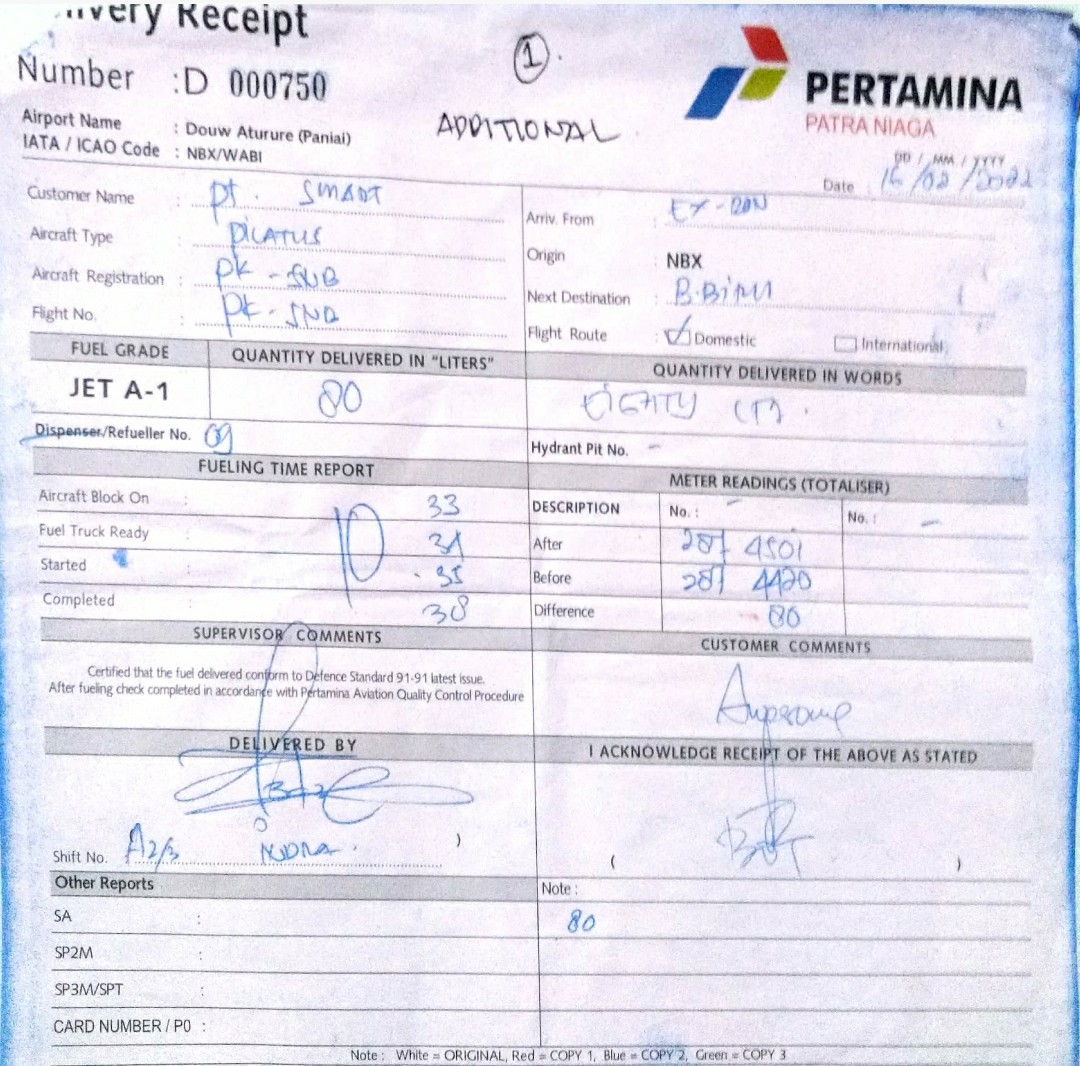 ivery Receipt
Number : D 000750
1
ADDITIONAL
PERTAMINA
PATRA NIAGA
Airport Name : Douw Aturure (Paniai)
IATA / ICAO Code : NBX/WABI
DD / MM / YYYY
Date : 16/02/2022
Customer Name : Pt. SMART
Aircraft Type : PILATUS
Aircraft Registration : PK - SNB
Flight No. : PK - SNB
Arriv. From :
Origin : NBX
Next Destination : B.Biru
Flight Route : Domestic International
FUEL GRADE QUANTITY DELIVERED IN "LITERS" QUANTITY DELIVERED IN WORDS
JET A-1 80 EIGHTY
Dispenser/Refueller No. 09 Hydrant Pit No. -
FUELING TIME REPORT METER READINGS (TOTALISER)
Aircraft Block On : 10 33
Fuel Truck Ready : 34
Started : 35
Completed : 38
DESCRIPTION No. : - No. : -
After 287 4501
Before 287 4420
Difference 80
SUPERVISOR COMMENTS CUSTOMER COMMENTS
Certified that the fuel delivered conform to Defence Standard 91-91 latest issue.
After fueling check completed in accordance with Pertamina Aviation Quality Control Procedure
Awesome
DELIVERED BY I ACKNOWLEDGE RECEIPT OF THE ABOVE AS STATED
Shift No. A2/3 ) ( )
Other Reports Note :
SA : 80
SP2M :
SP3M/SPT :
CARD NUMBER / P0 :
Note : White = ORIGINAL, Red = COPY 1, Blue = COPY 2, Green = COPY 3